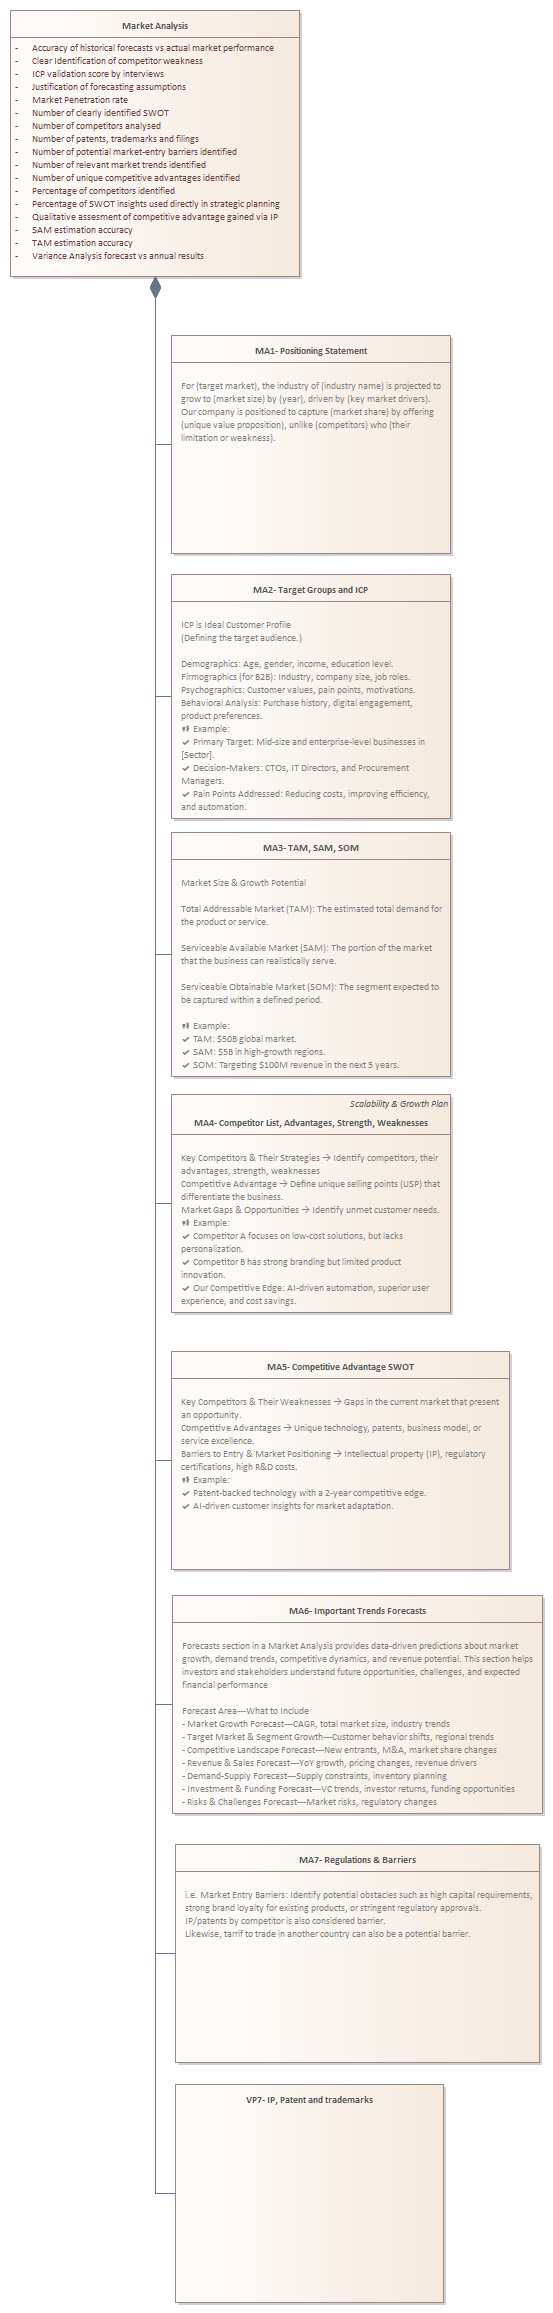 Market Analysis
- Accuracy of historical forecasts vs actual market performance
- Clear Identification of competitor weakness
- ICP validation score by interviews
- Justification of forecasting assumptions
- Market Penetration rate
- Number of clearly identified SWOT
- Number of competitors analysed
- Number of patents, trademarks and filings
- Number of potential market-entry barriers identified
- Number of relevant market trends identified
- Number of unique competitive advantages identified
- Percentage of competitors identified
- Percentage of SWOT insights used directly in strategic planning
- Qualitative assesment of competitive advantage gained via IP
- SAM estimation accuracy
- TAM estimation accuracy
- Variance Analysis forecast vs annual results
MA1- Positioning Statement
For (target market), the industry of (industry name) is projected to
grow to (market size) by (year), driven by (key market drivers).
Our company is positioned to capture (market share) by offering
(unique value proposition), unlike (competitors) who (their
limitation or weakness).
MA2- Target Groups and ICP
ICP is Ideal Customer Profile
(Defining the target audience.)
Demographics: Age, gender, income, education level.
Firmographics (for B2B): Industry, company size, job roles.
Psychographics: Customer values, pain points, motivations.
Behavioral Analysis: Purchase history, digital engagement,
product preferences.
📢 Example:
✔ Primary Target: Mid-size and enterprise-level businesses in
[Sector].
✔ Decision-Makers: CTOs, IT Directors, and Procurement
Managers.
✔ Pain Points Addressed: Reducing costs, improving efficiency,
and automation.
MA3- TAM, SAM, SOM
Market Size & Growth Potential
Total Addressable Market (TAM): The estimated total demand for
the product or service.
Serviceable Available Market (SAM): The portion of the market
that the business can realistically serve.
Serviceable Obtainable Market (SOM): The segment expected to
be captured within a defined period.
📢 Example:
✔ TAM: $50B global market.
✔ SAM: $5B in high-growth regions.
✔ SOM: Targeting $100M revenue in the next 5 years.
Scalability & Growth Plan
MA4- Competitor List, Advantages, Strength, Weaknesses
Key Competitors & Their Strategies → Identify competitors, their
advantages, strength, weaknesses
Competitive Advantage → Define unique selling points (USP) that
differentiate the business.
Market Gaps & Opportunities → Identify unmet customer needs.
📢 Example:
✔ Competitor A focuses on low-cost solutions, but lacks
personalization.
✔ Competitor B has strong branding but limited product
innovation.
✔ Our Competitive Edge: AI-driven automation, superior user
experience, and cost savings.
MA5- Competitive Advantage SWOT
Key Competitors & Their Weaknesses → Gaps in the current market that present
an opportunity.
Competitive Advantages → Unique technology, patents, business model, or
service excellence.
Barriers to Entry & Market Positioning → Intellectual property (IP), regulatory
certifications, high R&D costs.
📢 Example:
✔ Patent-backed technology with a 2-year competitive edge.
✔ AI-driven customer insights for market adaptation.
MA6- Important Trends Forecasts
Forecasts section in a Market Analysis provides data-driven predictions about market
growth, demand trends, competitive dynamics, and revenue potential. This section helps
investors and stakeholders understand future opportunities, challenges, and expected
financial performance
Forecast Area---What to Include
- Market Growth Forecast---CAGR, total market size, industry trends
- Target Market & Segment Growth---Customer behavior shifts, regional trends
- Competitive Landscape Forecast---New entrants, M&A, market share changes
- Revenue & Sales Forecast---YoY growth, pricing changes, revenue drivers
- Demand-Supply Forecast---Supply constraints, inventory planning
- Investment & Funding Forecast---VC trends, investor returns, funding opportunities
- Risks & Challenges Forecast---Market risks, regulatory changes
MA7- Regulations & Barriers
i.e. Market Entry Barriers: Identify potential obstacles such as high capital requirements,
strong brand loyalty for existing products, or stringent regulatory approvals.
IP/patents by competitor is also considered barrier.
Likewise, tarrif to trade in another country can also be a potential barrier.
VP7- IP, Patent and trademarks